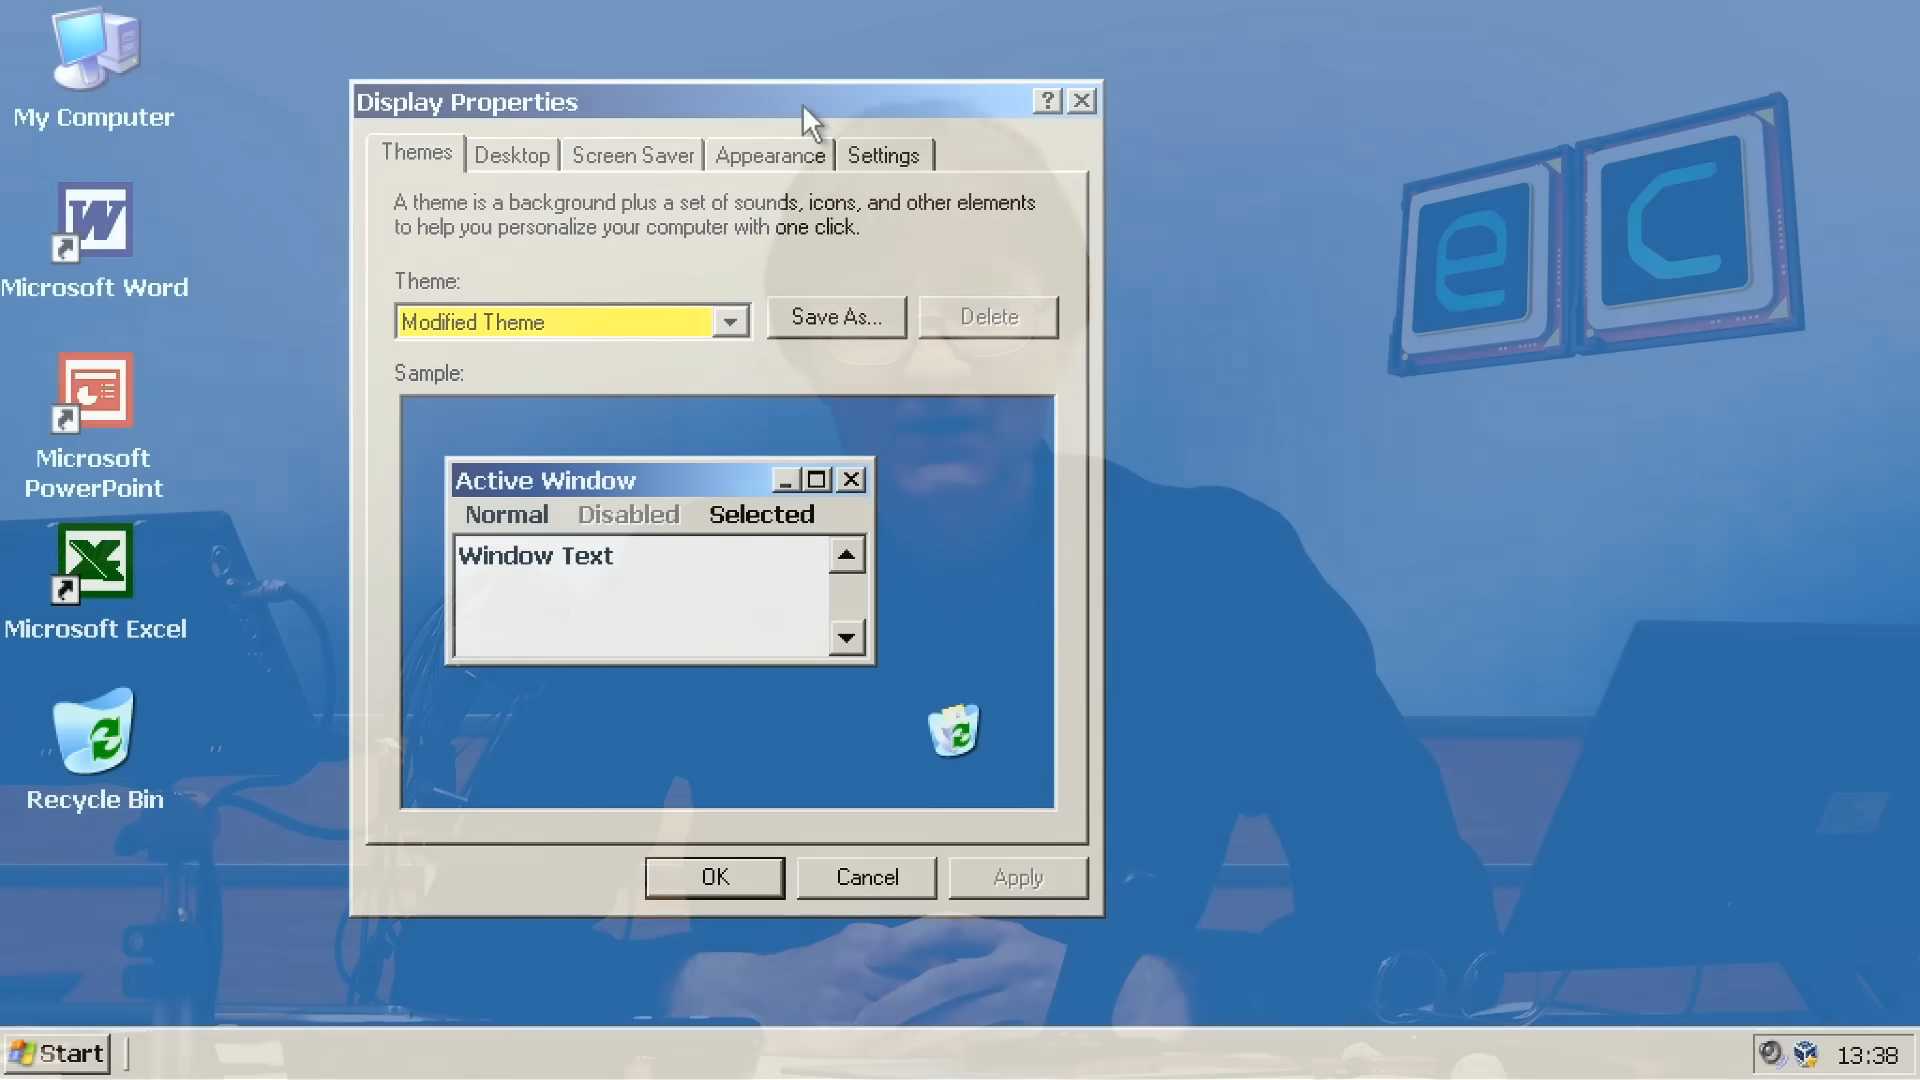 My Computer
Microsoft Word
Microsoft
PowerPoint
Microsoft Excel
Recycle Bin
Display Properties
?
Themes Desktop Screen Saver Appearance Settings
A theme is a background plus a set of sounds, icons, and other elements
to help you personalize your computer with one click.
Theme:
Modified Theme
Save As...
Delete
Sample:
Active Window
Normal Disabled Selected
Window Text
OK
Cancel
Apply
e C
Start
13:38